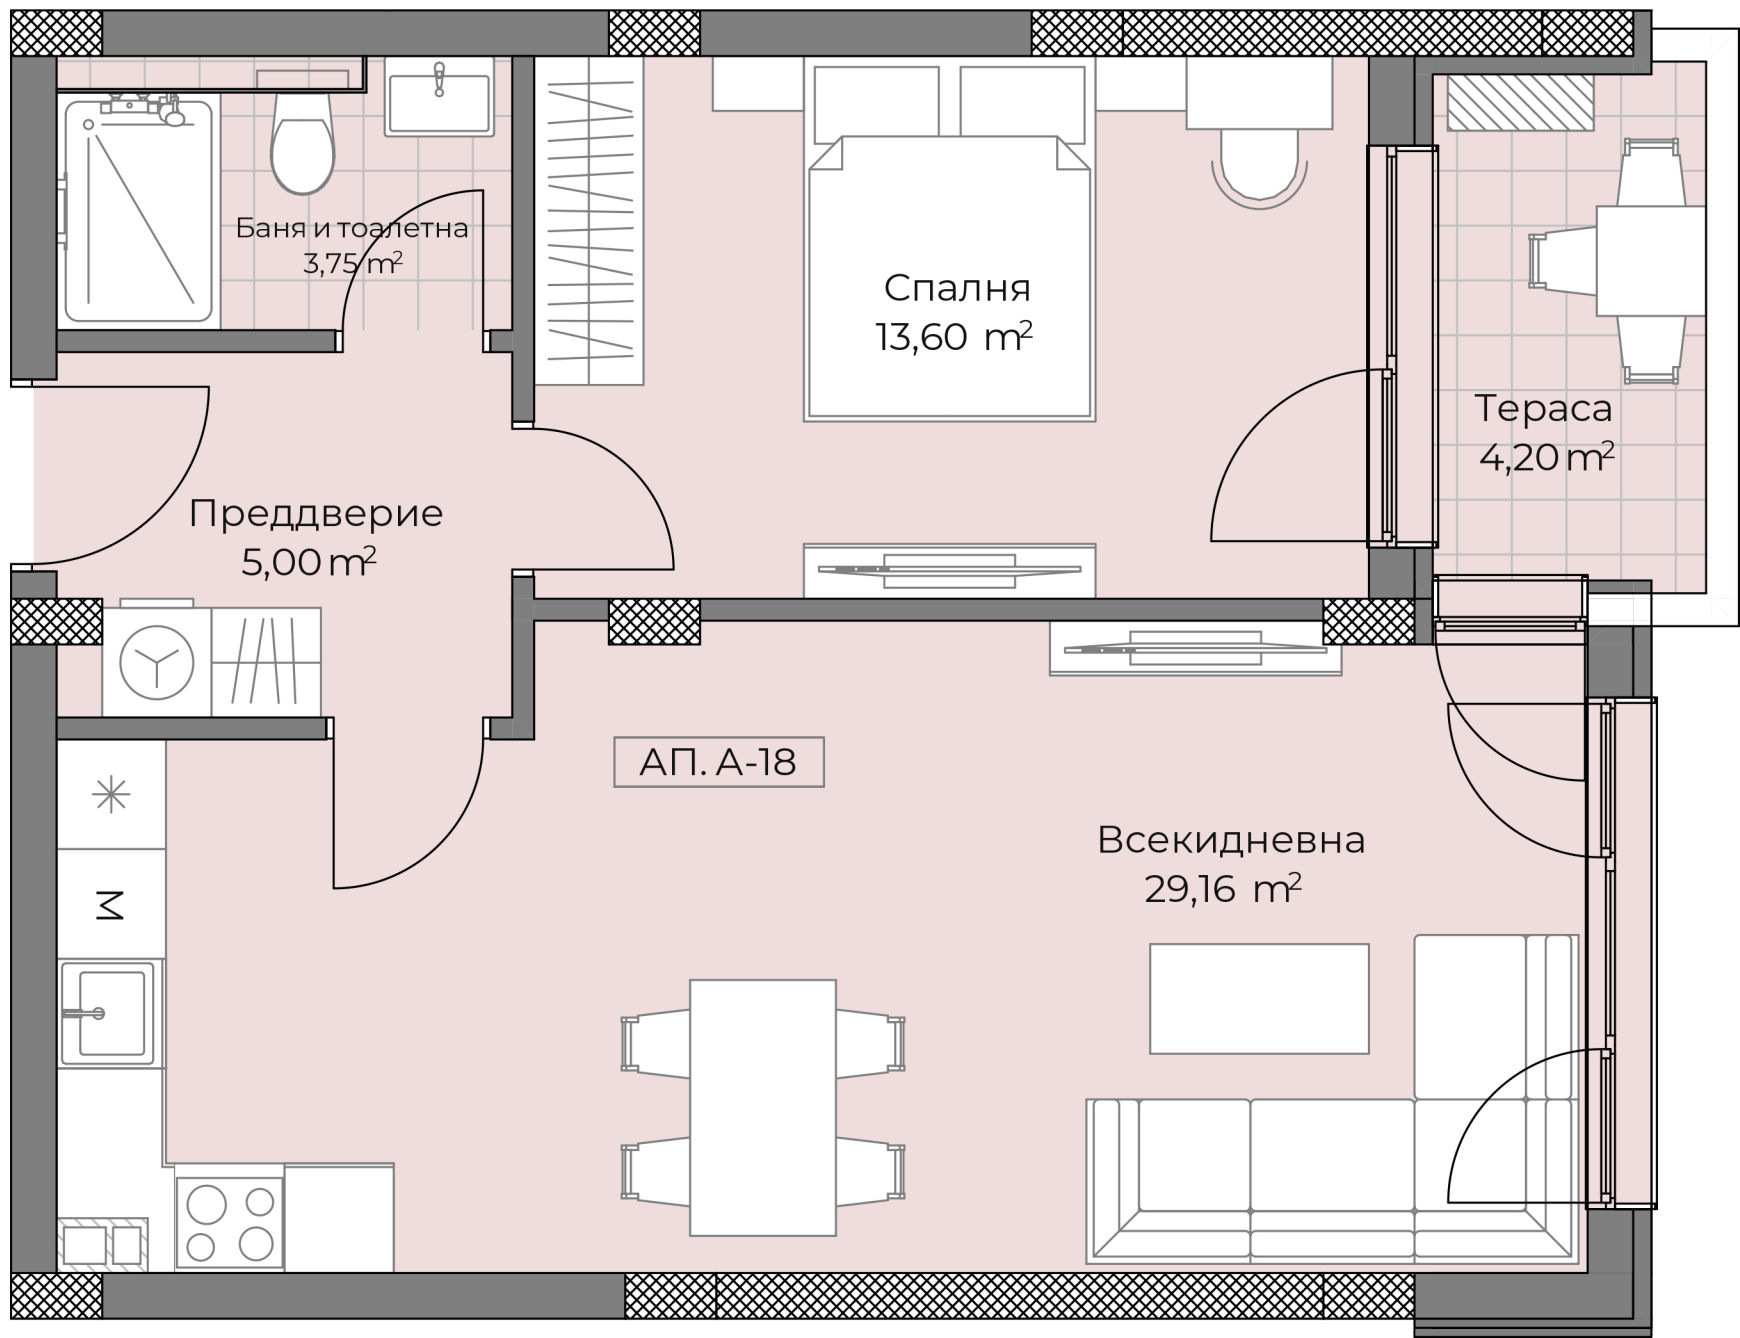 Баня и тоалетна
3,75 m²
Спалня
13,60 m²
Тераса
4,20 m²
Преддверие
5,00 m²
АП. А-18
Всекидневна
29,16 m²
M